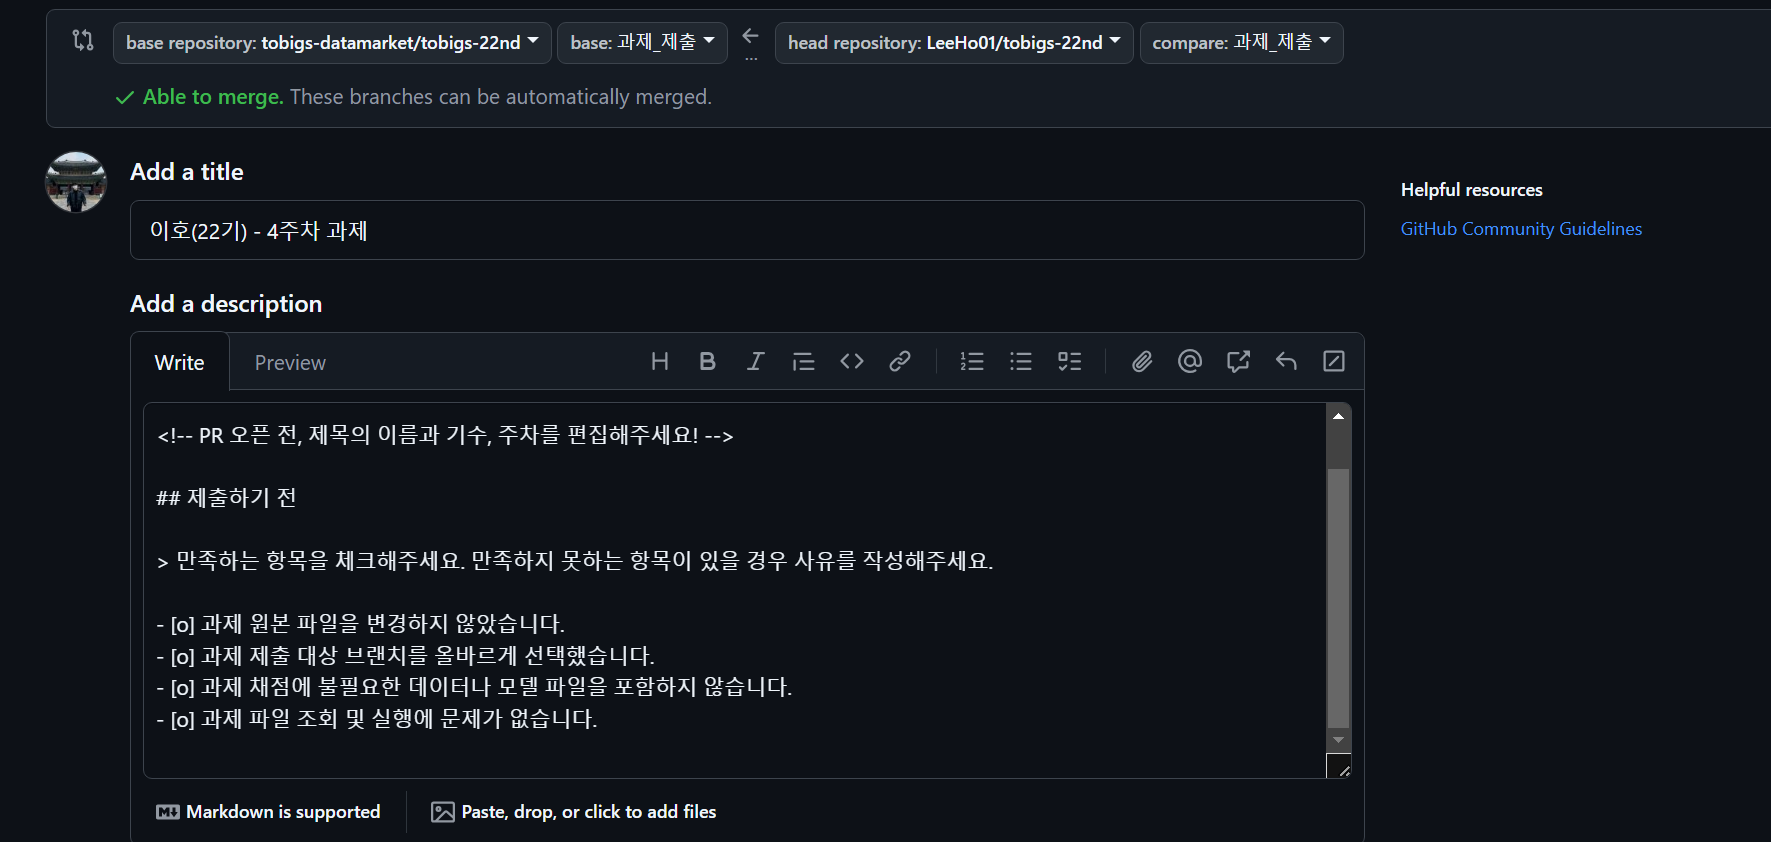 base repository: tobigs-datamarket/tobigs-22nd base: 과제_제출 ... head repository: LeeHo01/tobigs-22nd compare: 과제_제출
Able to merge. These branches can be automatically merged.
Add a title
이호(22기) - 4주차 과제
Helpful resources
GitHub Community Guidelines
Add a description
Write Preview
<!-- PR 오픈 전, 제목의 이름과 기수, 주차를 편집해주세요! -->
## 제출하기 전
> 만족하는 항목을 체크해주세요. 만족하지 못하는 항목이 있을 경우 사유를 작성해주세요.
- [o] 과제 원본 파일을 변경하지 않았습니다.
- [o] 과제 제출 대상 브랜치를 올바르게 선택했습니다.
- [o] 과제 채점에 불필요한 데이터나 모델 파일을 포함하지 않습니다.
- [o] 과제 파일 조회 및 실행에 문제가 없습니다.
Markdown is supported Paste, drop, or click to add files